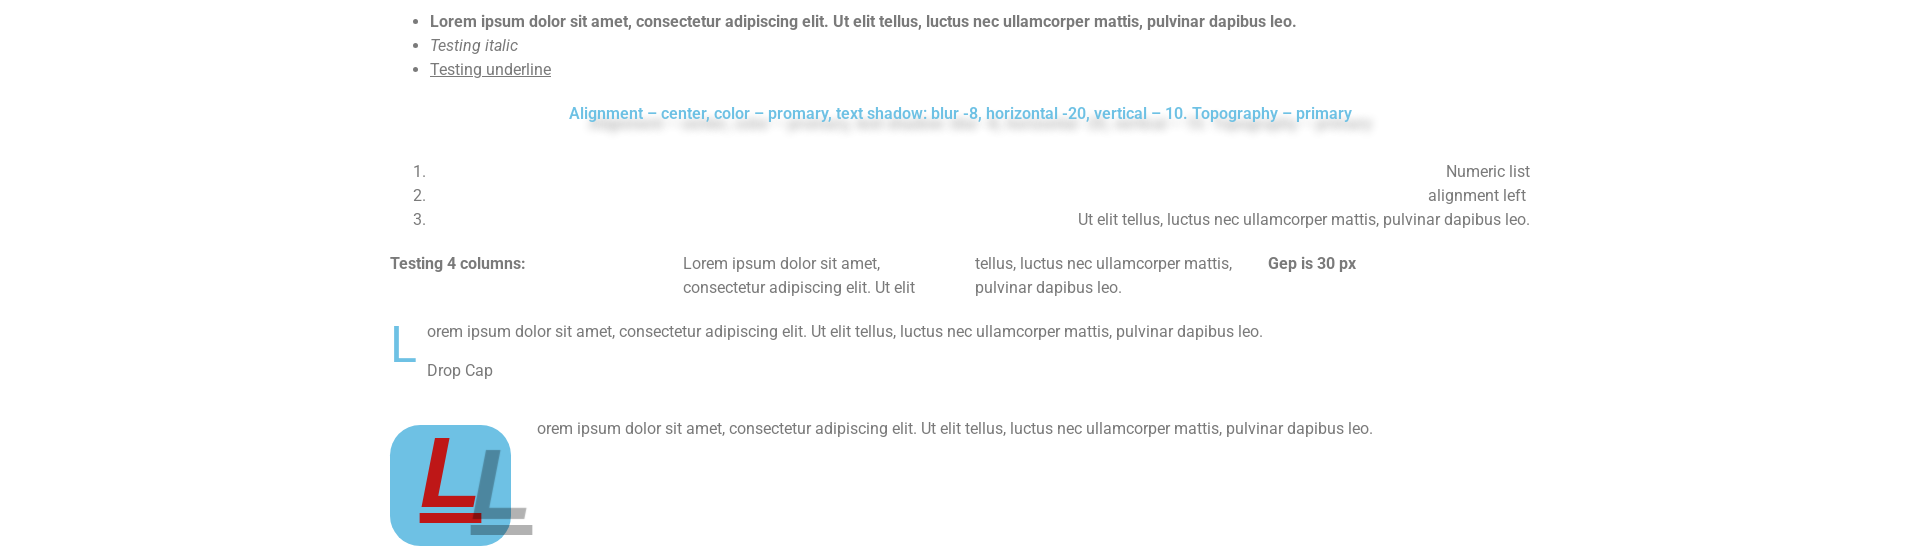 • Lorem ipsum dolor sit amet, consectetur adipiscing elit. Ut elit tellus, luctus nec ullamcorper mattis, pulvinar dapibus leo.
• Testing italic
• Testing underline
Alignment – center, color – promary, text shadow: blur -8, horizontal -20, vertical – 10. Topography – primary
1. Numeric list
2. alignment left
3. Ut elit tellus, luctus nec ullamcorper mattis, pulvinar dapibus leo.
Testing 4 columns:
Lorem ipsum dolor sit amet,
consectetur adipiscing elit. Ut elit
tellus, luctus nec ullamcorper mattis,
pulvinar dapibus leo.
Gep is 30 px
Lorem ipsum dolor sit amet, consectetur adipiscing elit. Ut elit tellus, luctus nec ullamcorper mattis, pulvinar dapibus leo.
Drop Cap
Lorem ipsum dolor sit amet, consectetur adipiscing elit. Ut elit tellus, luctus nec ullamcorper mattis, pulvinar dapibus leo.